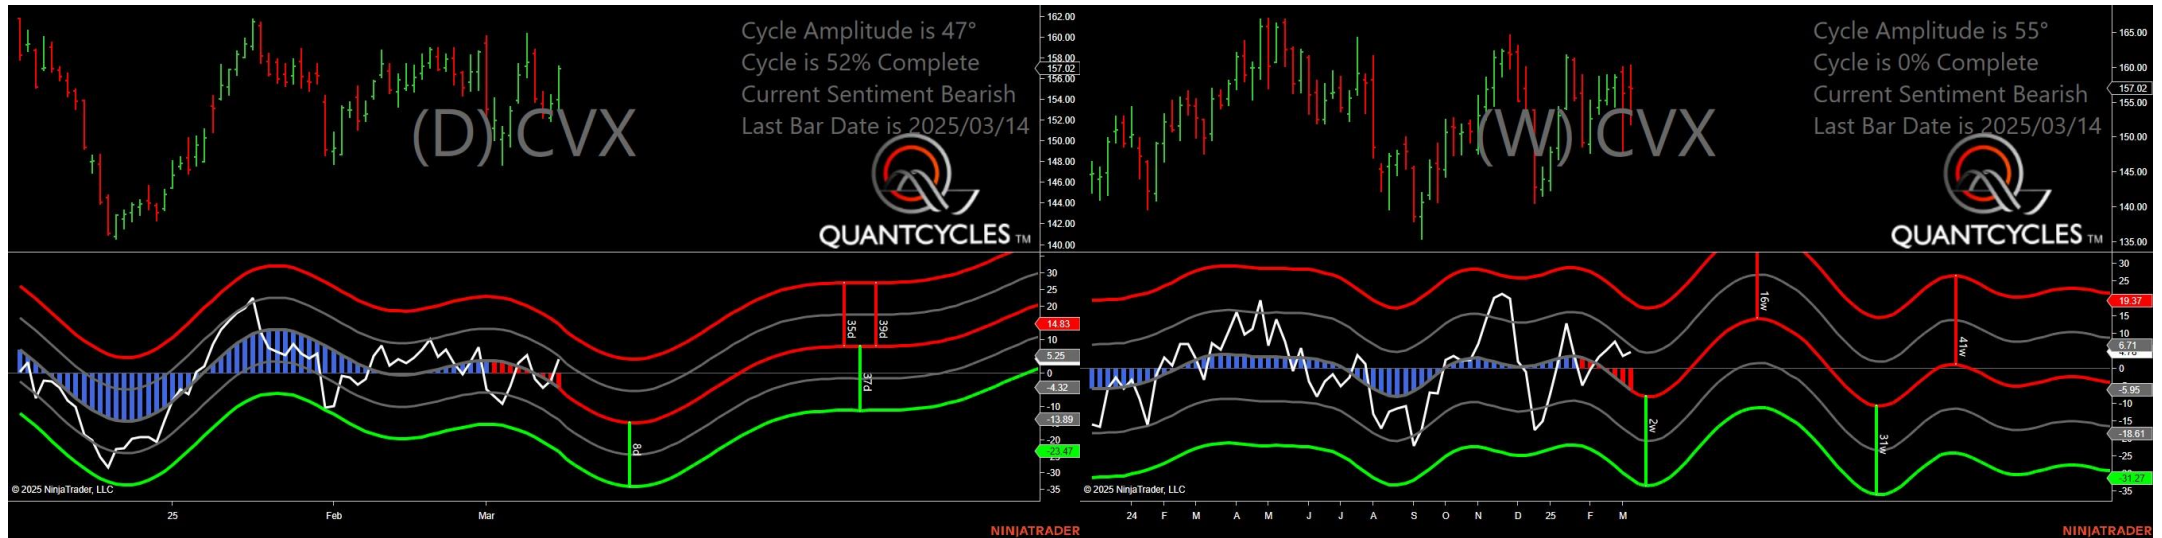 Cycle Amplitude is 47°
Cycle is 52% Complete
Current Sentiment Bearish
Last Bar Date is 2025/03/14
(D) CVX
QUANTCYCLES TM
162.00
160.00
158.00
157.02
156.00
154.00
152.00
150.00
148.00
146.00
144.00
142.00
140.00
30
25
20
14.83
10
5.25
0
-4.32
-10
-13.89
-20
-23.47
-30
-35
35d
39d
37d
8d
© 2025 NinjaTrader, LLC
25
Feb
Mar
NINJATRADER
Cycle Amplitude is 55°
Cycle is 0% Complete
Current Sentiment Bearish
Last Bar Date is 2025/03/14
(W) CVX
QUANTCYCLES TM
165.00
160.00
157.02
155.00
150.00
145.00
140.00
135.00
30
25
19.37
15
10
6.71
0
-5.95
-10
-15
-18.61
-25
-31.27
-35
16w
41w
2w
31w
© 2025 NinjaTrader, LLC
24 F M A M J J A S O N D 25 F M
NINJATRADER